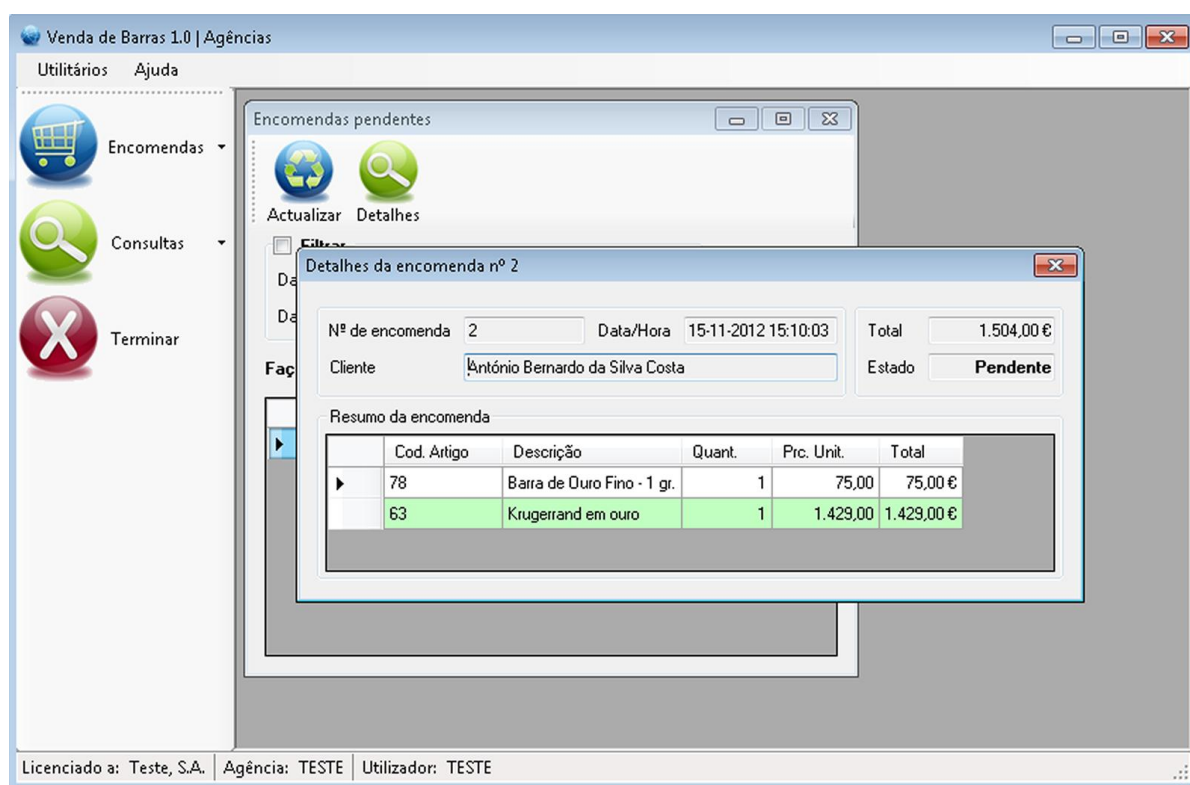 Venda de Barras 1.0 | Agências
Utilitários Ajuda
Encomendas
Consultas
Terminar
Encomendas pendentes
Actualizar Detalhes
Filtrar
Detalhes da encomenda nº 2
Nº de encomenda 2 Data/Hora 15-11-2012 15:10:03 Total 1.504,00 €
Cliente António Bernardo da Silva Costa Estado Pendente
Resumo da encomenda
Cod. Artigo Descrição Quant. Prc. Unit. Total
78 Barra de Ouro Fino - 1 gr. 1 75,00 75,00 €
63 Krugerrand em ouro 1 1.429,00 1.429,00 €
Licenciado a: Teste, S.A. Agência: TESTE Utilizador: TESTE